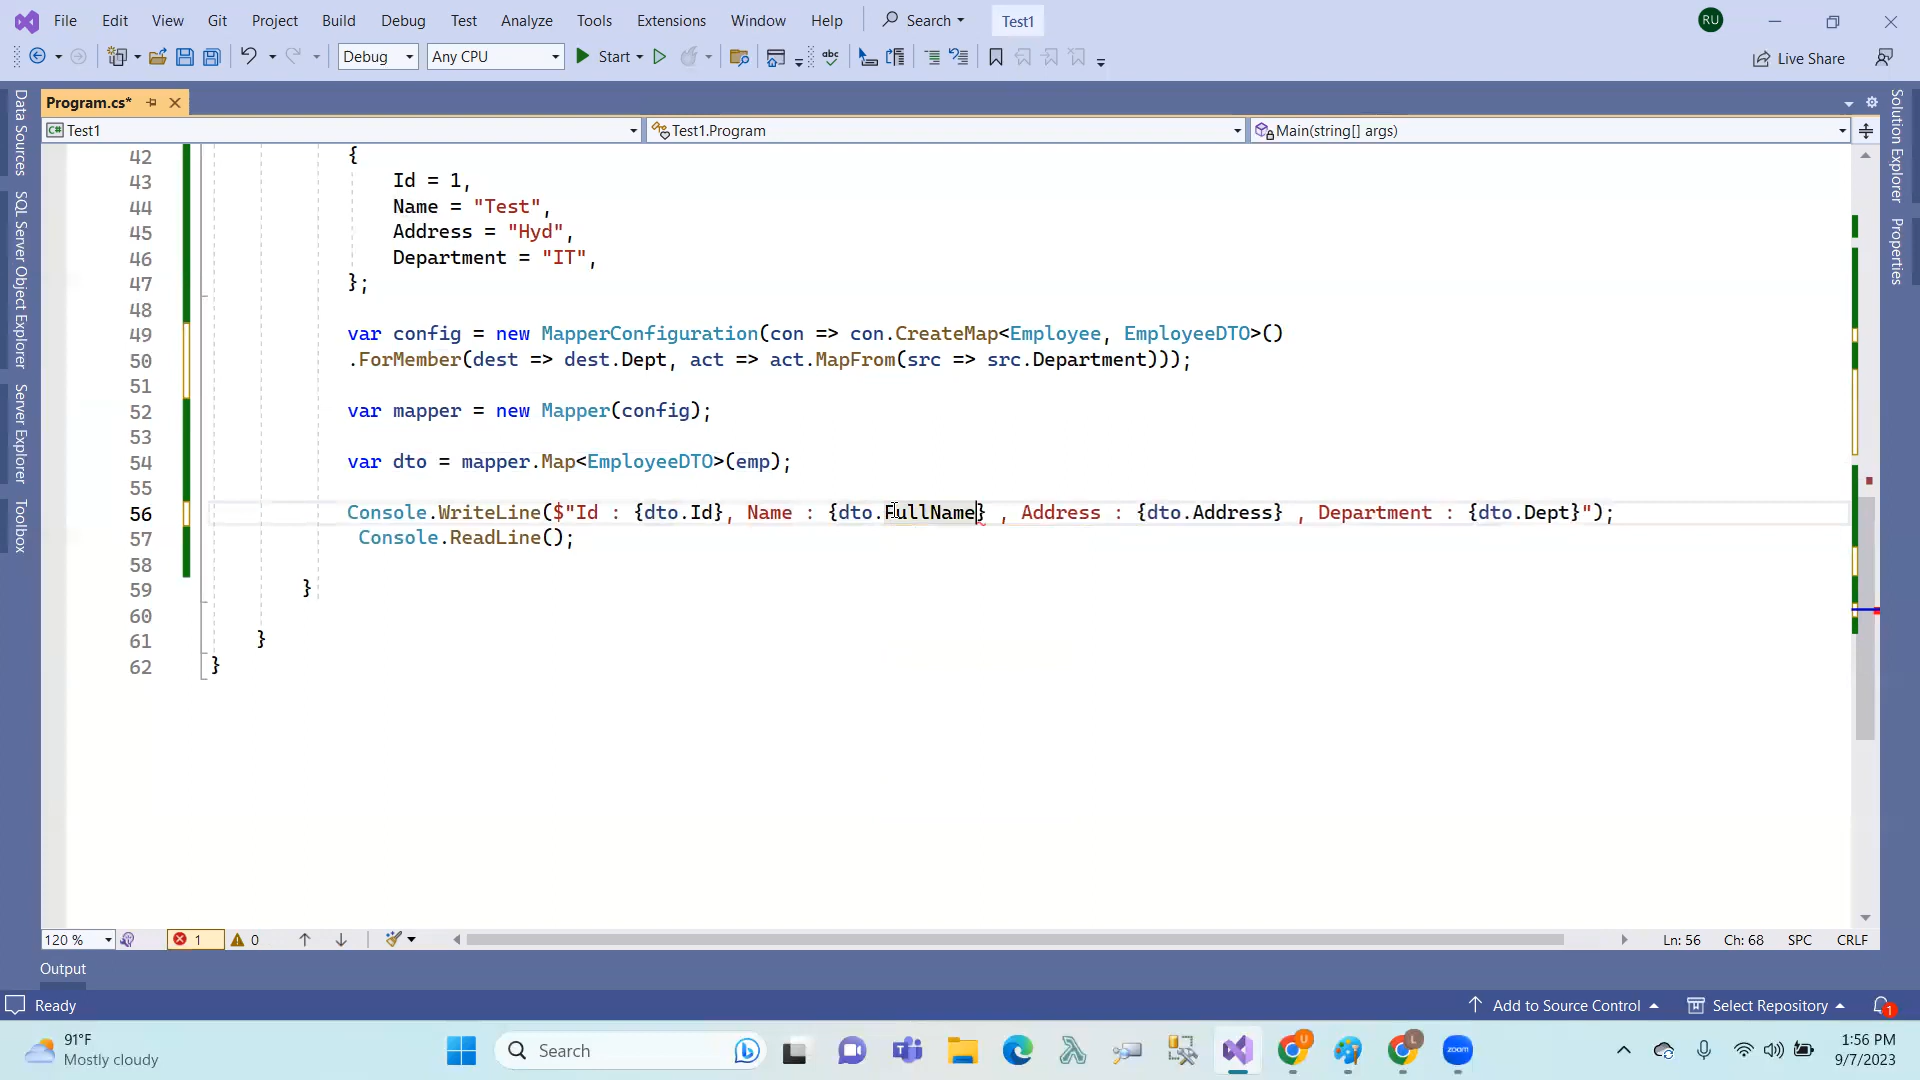 File Edit View Git Project Build Debug Test Analyze Tools Extensions Window Help Search Test1 RU
Debug Any CPU Start Live Share
Program.cs*
Test1 Test1.Program Main(string[] args)
Data Sources
SQL Server Object Explorer
Server Explorer
Toolbox
42 {
43 Id = 1,
44 Name = "Test",
45 Address = "Hyd",
46 Department = "IT",
47 };
48
49 var config = new MapperConfiguration(con => con.CreateMap<Employee, EmployeeDTO>()
50 .ForMember(dest => dest.Dept, act => act.MapFrom(src => src.Department)));
51
52 var mapper = new Mapper(config);
53
54 var dto = mapper.Map<EmployeeDTO>(emp);
55
56 Console.WriteLine($"Id : {dto.Id}, Name : {dto.FullName} , Address : {dto.Address} , Department : {dto.Dept}");
57 Console.ReadLine();
58
59 }
60
61 }
62 }
Solution Explorer
Properties
120 % 1 0 Ln: 56 Ch: 68 SPC CRLF
Output
Ready Add to Source Control Select Repository 1
91°F
Mostly cloudy
Search
zoom
1:56 PM
9/7/2023